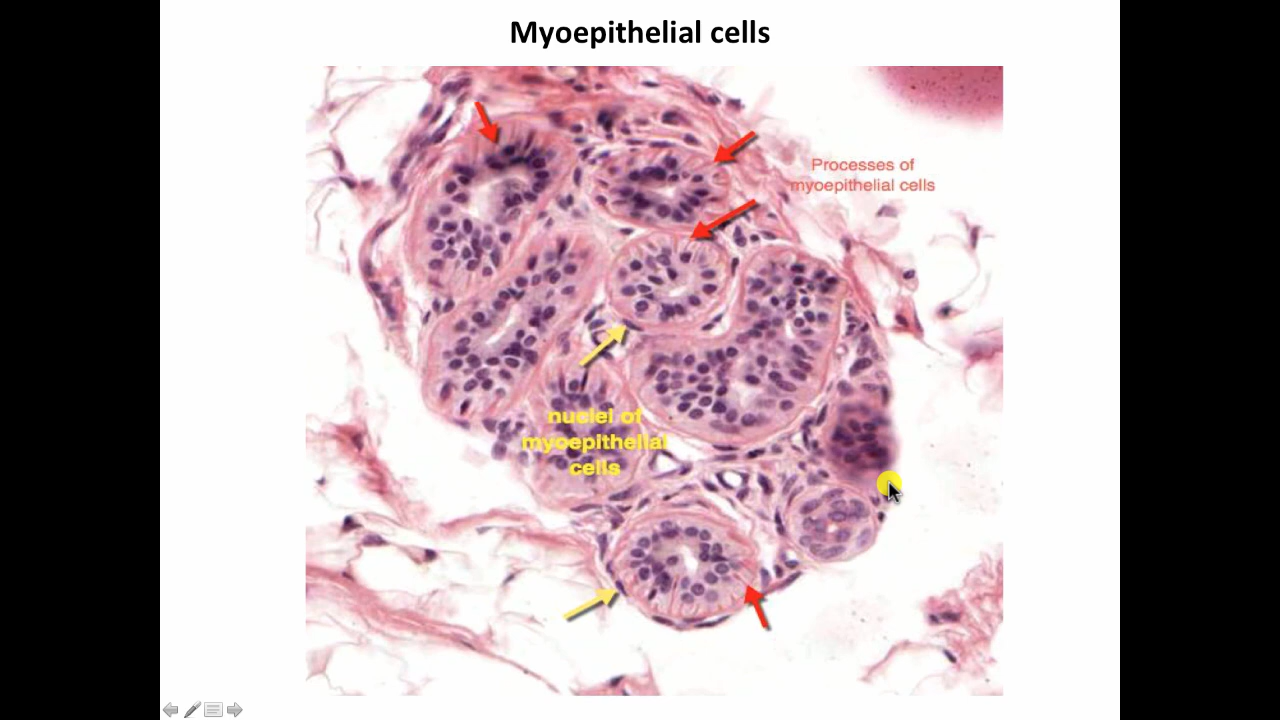 Myoepithelial cells
Processes of
myoepithelial cells
nuclei of
myoepithelial
cells